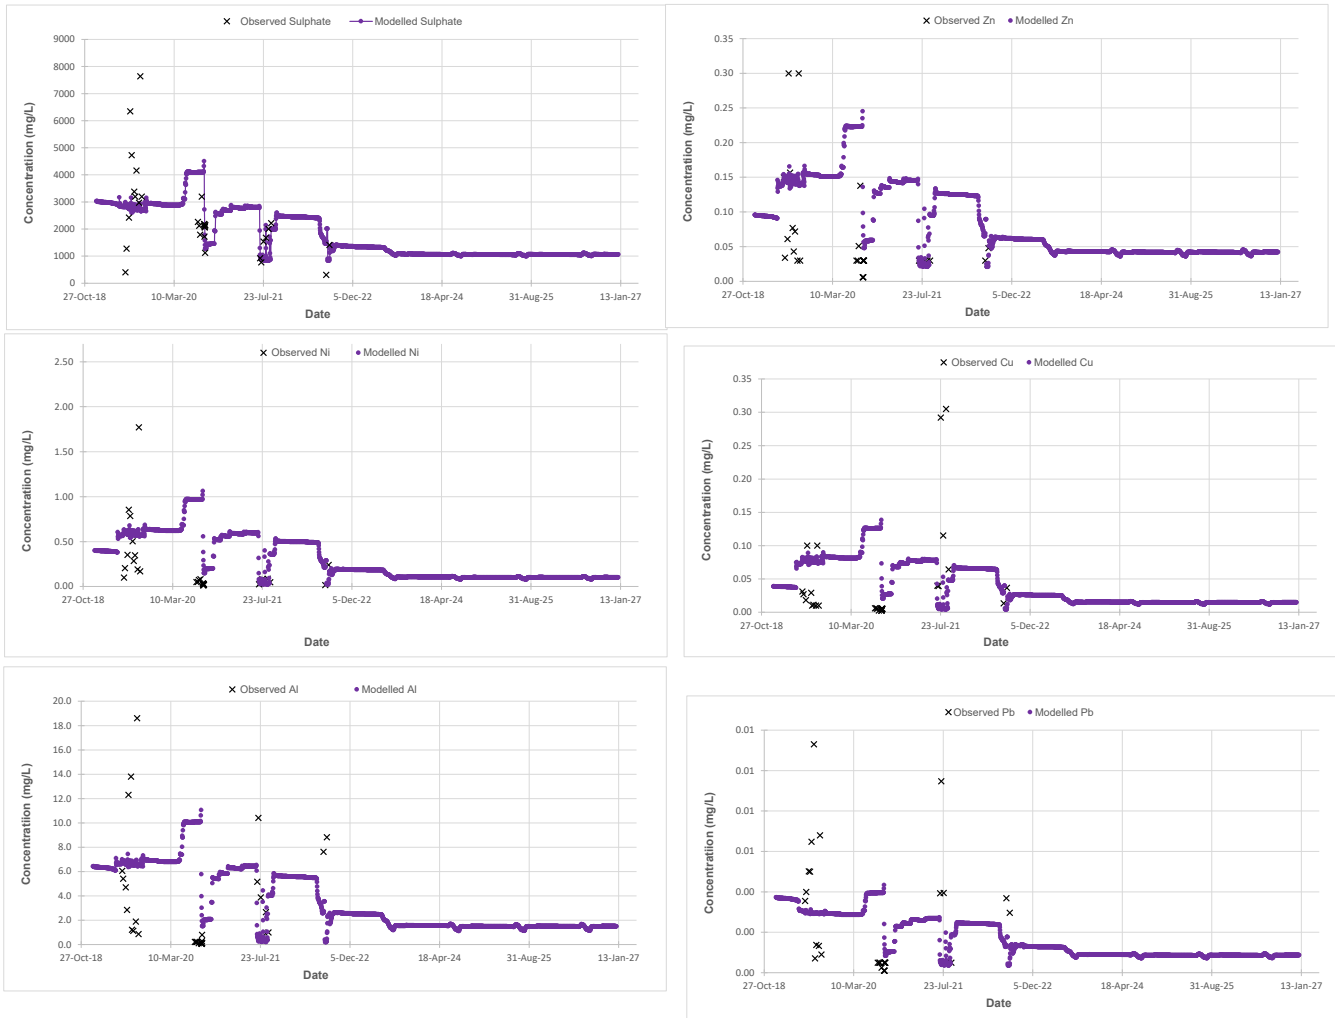 Observed Sulphate Modelled Sulphate
9000
8000
7000
6000
5000
4000
3000
2000
1000
0
Concentratiion (mg/L)
27-Oct-18 10-Mar-20 23-Jul-21 5-Dec-22 18-Apr-24 31-Aug-25 13-Jan-27
Date
Observed Zn Modelled Zn
0.35
0.30
0.25
0.20
0.15
0.10
0.05
0.00
Concentratiion (mg/L)
27-Oct-18 10-Mar-20 23-Jul-21 5-Dec-22 18-Apr-24 31-Aug-25 13-Jan-27
Date
Observed Ni Modelled Ni
2.50
2.00
1.50
1.00
0.50
0.00
Concentratiion (mg/L)
27-Oct-18 10-Mar-20 23-Jul-21 5-Dec-22 18-Apr-24 31-Aug-25 13-Jan-27
Date
Observed Cu Modelled Cu
0.35
0.30
0.25
0.20
0.15
0.10
0.05
0.00
Concentratiion (mg/L)
27-Oct-18 10-Mar-20 23-Jul-21 5-Dec-22 18-Apr-24 31-Aug-25 13-Jan-27
Date
Observed Al Modelled Al
20.0
18.0
16.0
14.0
12.0
10.0
8.0
6.0
4.0
2.0
0.0
Concentratiion (mg/L)
27-Oct-18 10-Mar-20 23-Jul-21 5-Dec-22 18-Apr-24 31-Aug-25 13-Jan-27
Date
Observed Pb Modelled Pb
0.01
0.01
0.01
0.01
0.00
0.00
0.00
Concentratiion (mg/L)
27-Oct-18 10-Mar-20 23-Jul-21 5-Dec-22 18-Apr-24 31-Aug-25 13-Jan-27
Date